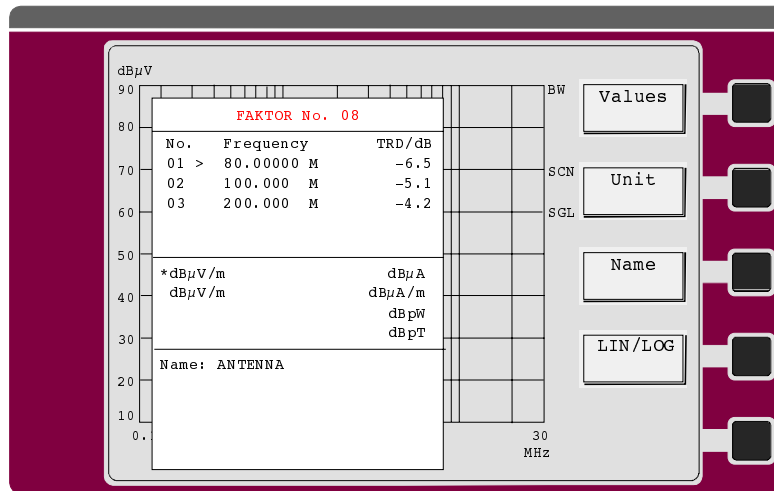 dBµV
90
80
70
60
50
40
30
20
10
0.1
30
MHz
BW
SCN
SGL
FAKTOR No. 08
No. Frequency TRD/dB
01 > 80.00000 M -6.5
02 100.000 M -5.1
03 200.000 M -4.2
*dBµV/m dBµA
dBµV/m dBµA/m
dBpW
dBpT
Name: ANTENNA
Values
Unit
Name
LIN/LOG